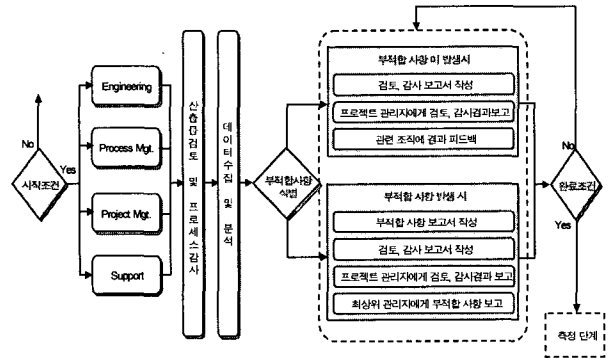 No
시작조건
Yes
Engineering
Process Mgt.
Project Mgt.
Support
산출물검토 및 프로세스감사
데이터수집 및 분석
부적합사항
식별
부적합 사항 미 발생시
검토, 감사 보고서 작성
프로젝트 관리자에게 검토, 감사결과보고
관련 조직에 결과 피드백
부적합 사항 발생 시
부적합 사항 보고서 작성
검토, 감사 보고서 작성
프로젝트 관리자에게 검토, 감사결과 보고
최상위 관리자에게 부적합 사항 보고
No
완료조건
Yes
측정 단계